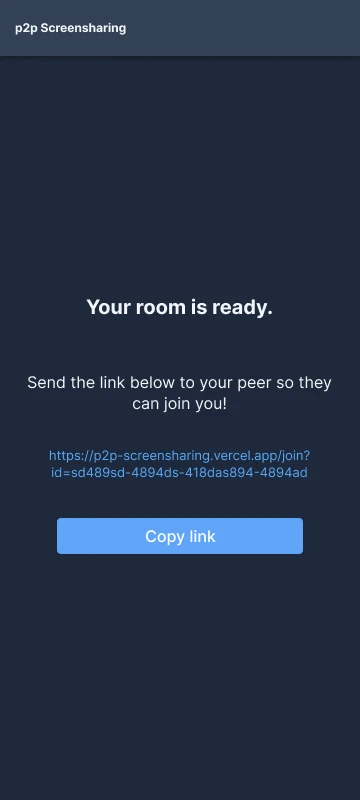 p2p Screensharing
Your room is ready.
Send the link below to your peer so they
can join you!
https://p2p-screensharing.vercel.app/join?
id=sd489sd-4894ds-418das894-4894ad
Copy link